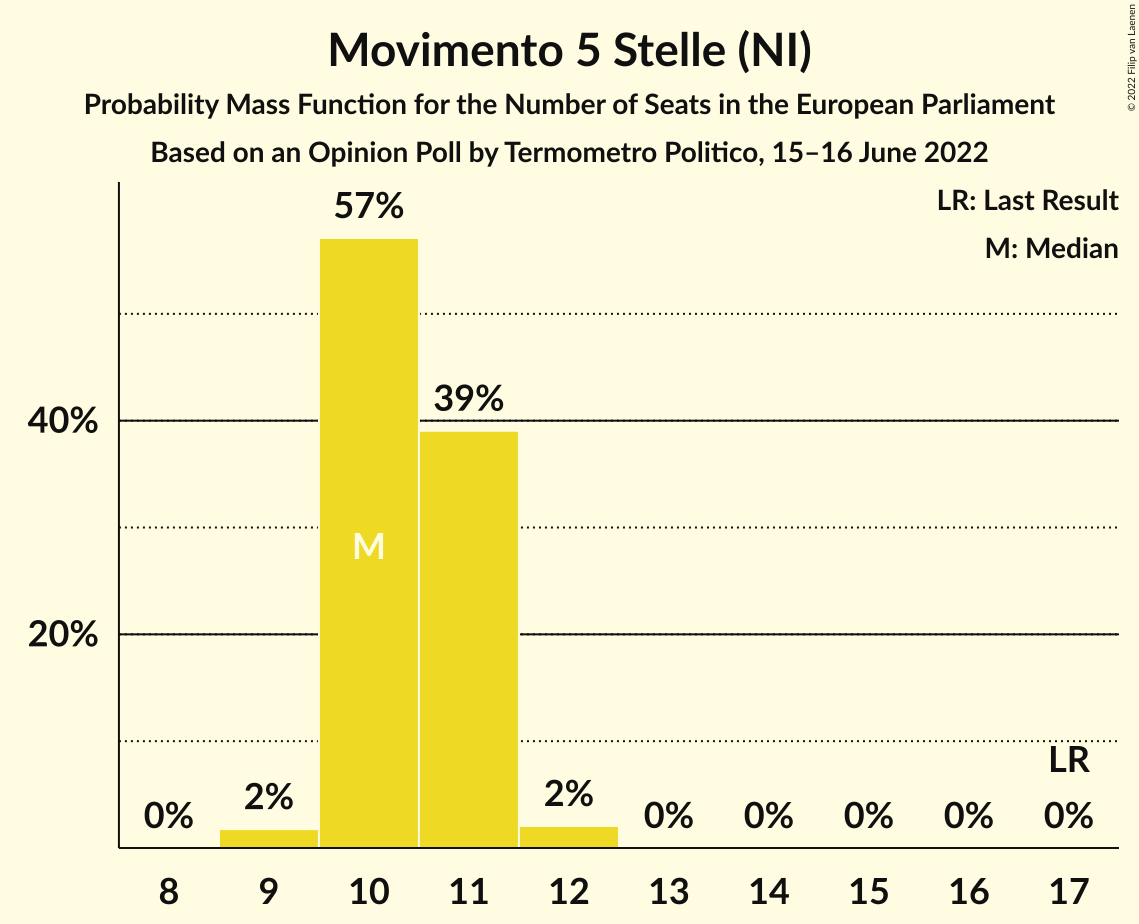 Movimento 5 Stelle (NI)
Probability Mass Function for the Number of Seats in the European Parliament
Based on an Opinion Poll by Termometro Politico, 15–16 June 2022
© 2022 Filip van Laenen
LR: Last Result
M: Median
57%
39%
40%
M
20%
LR
0% 2% 2% 0% 0% 0% 0% 0%
8 9 10 11 12 13 14 15 16 17